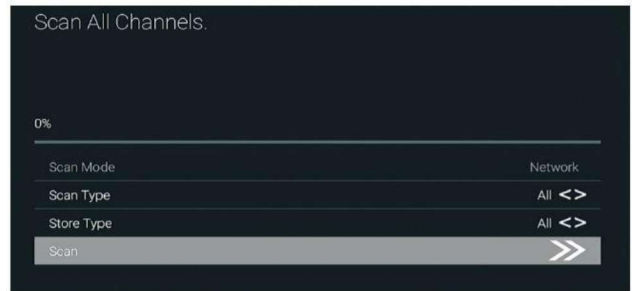 Scan All Channels.
0%
Scan Mode Network
Scan Type All <>
Store Type All <>
Scan